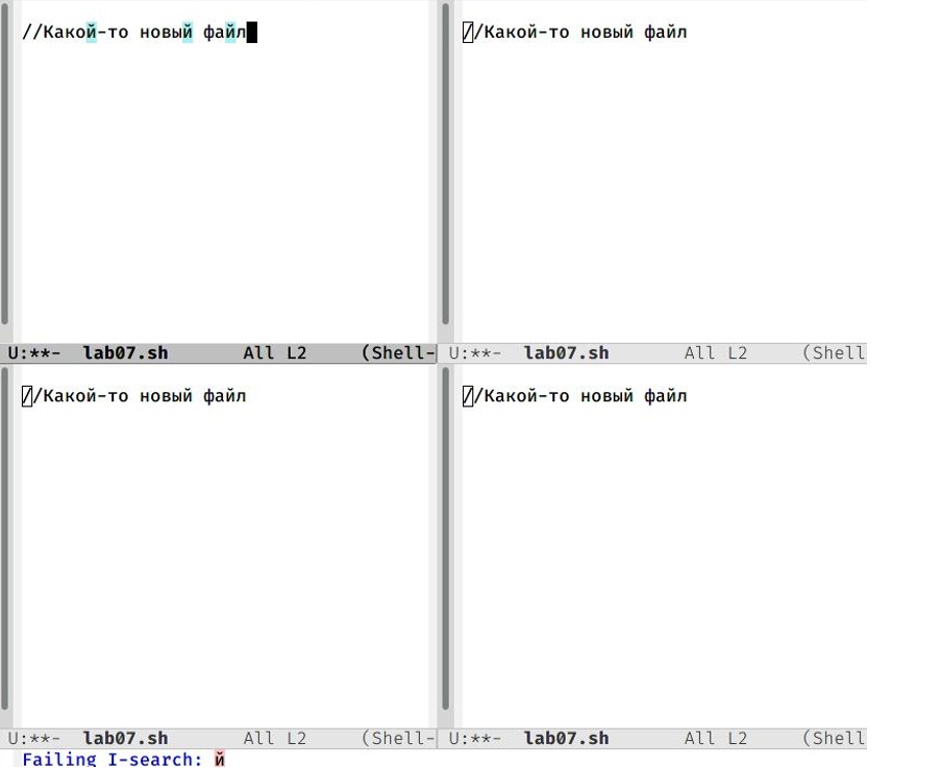 //Какой-то новый файл
//Какой-то новый файл
U:**- lab07.sh All L2 (Shell-
U:**- lab07.sh All L2 (Shell
//Какой-то новый файл
//Какой-то новый файл
U:**- lab07.sh All L2 (Shell-
U:**- lab07.sh All L2 (Shell
Failing I-search: й